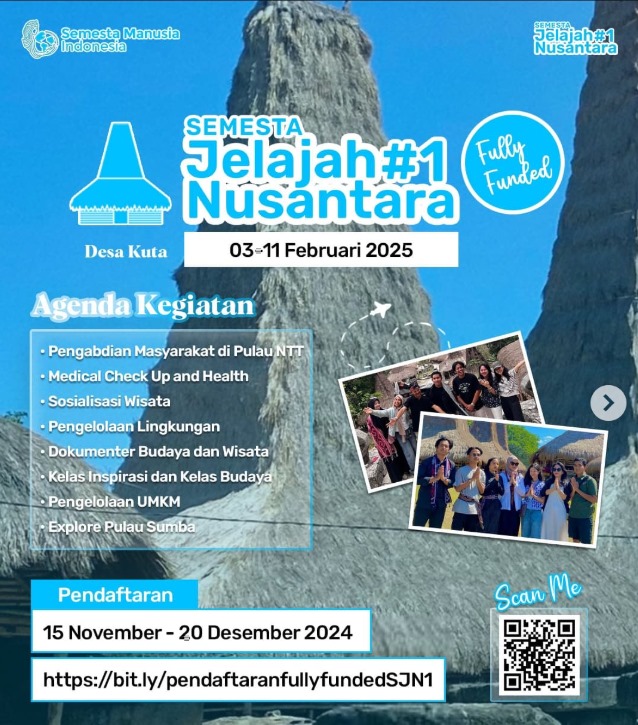 Semesta Manusia
Indonesia
SEMESTA
Jelajah#1
Nusantara
SEMESTA
Jelajah#1
Nusantara
Fully
Funded
Desa Kuta
03-11 Februari 2025
Agenda Kegiatan
• Pengabdian Masyarakat di Pulau NTT
• Medical Check Up and Health
• Sosialisasi Wisata
• Pengelolaan Lingkungan
• Dokumenter Budaya dan Wisata
• Kelas Inspirasi dan Kelas Budaya
• Pengelolaan UMKM
• Explore Pulau Sumba
Pendaftaran
15 November - 20 Desember 2024
https://bit.ly/pendaftaranfullyfundedSJN1
Scan Me